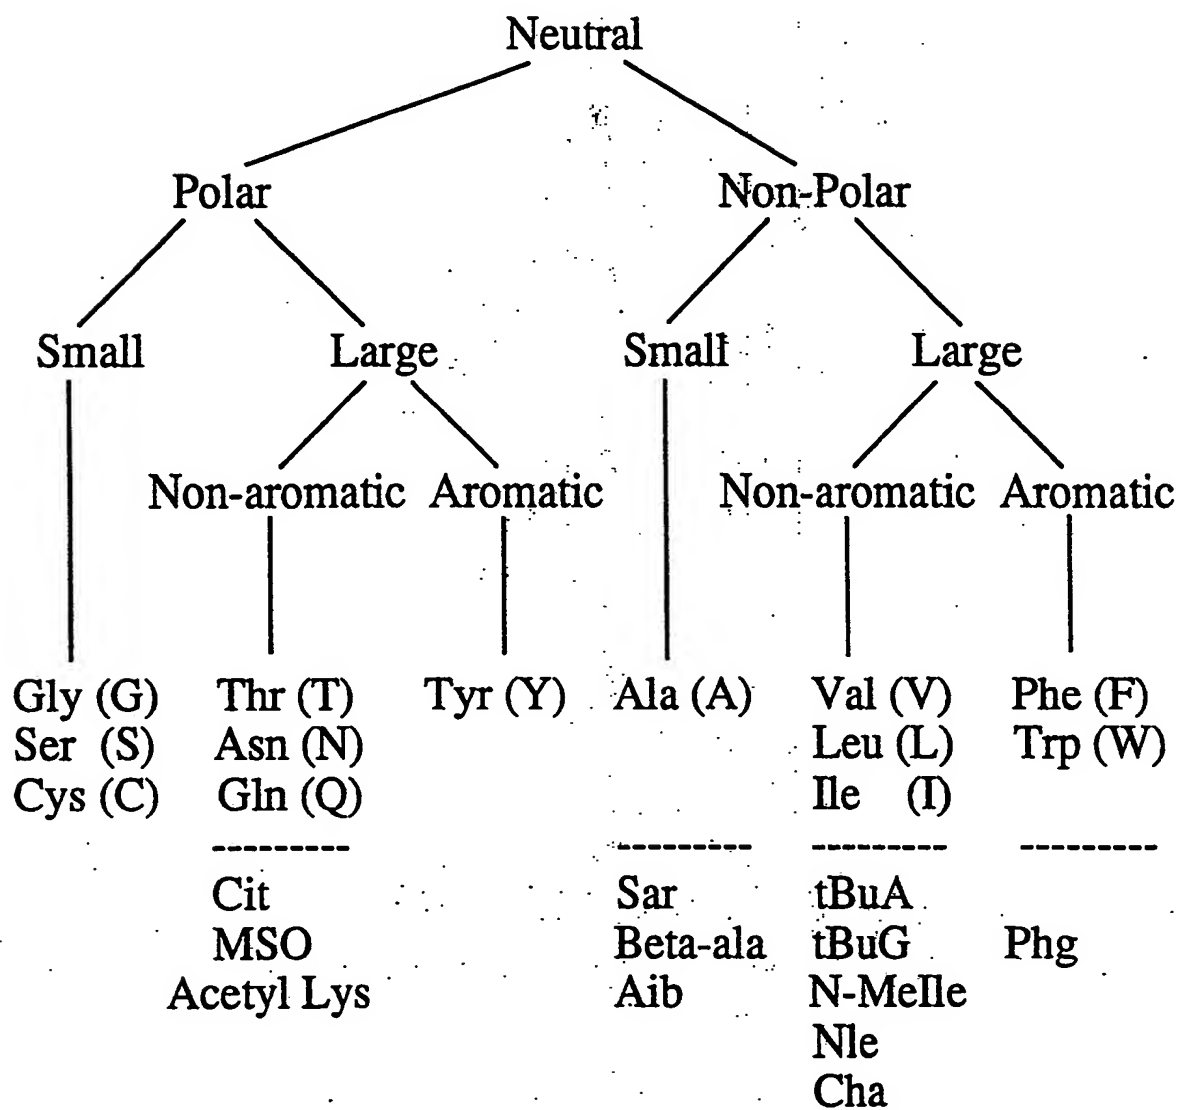 Neutral
Polar Non-Polar
Small Large Small Large
Non-aromatic Aromatic Non-aromatic Aromatic
Gly (G) Thr (T) Tyr (Y) Ala (A) Val (V) Phe (F)
Ser (S) Asn (N) Leu (L) Trp (W)
Cys (C) Gln (Q) Ile (I)
--------- --------- --------- ---------
Cit Sar tBuA
MSO Beta-ala tBuG Phg
Acetyl Lys Aib N-MeIle
Nle
Cha